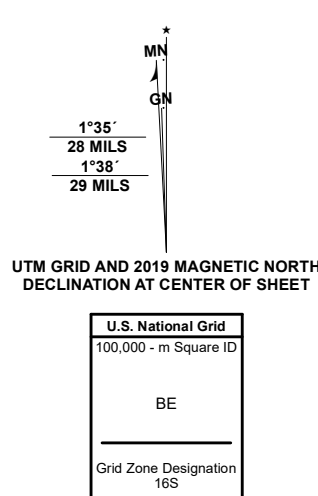 MN
GN
1°35´
28 MILS
1°38´
29 MILS
UTM GRID AND 2019 MAGNETIC NORTH
DECLINATION AT CENTER OF SHEET
U.S. National Grid
100,000 - m Square ID
BE
Grid Zone Designation
16S